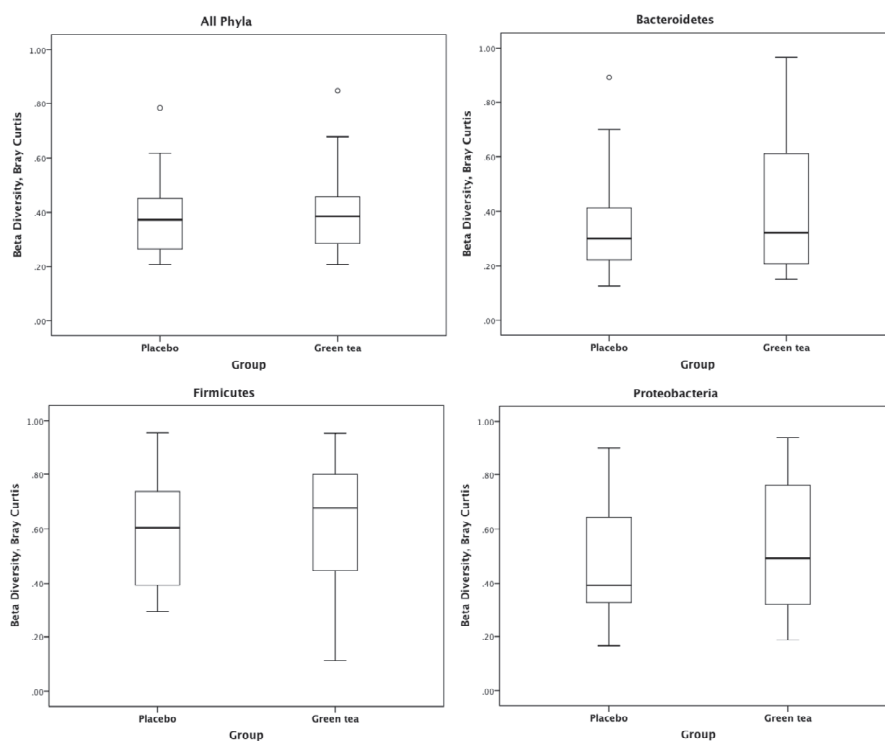 All Phyla
Beta Diversity, Bray Curtis
1.00
.80
.60
.40
.20
.00
Placebo
Green tea
Group
Bacteroidetes
Beta Diversity, Bray Curtis
1.00
.80
.60
.40
.20
.00
Placebo
Green tea
Group
Firmicutes
Beta Diversity, Bray Curtis
1.00
.80
.60
.40
.20
.00
Placebo
Green tea
Group
Proteobacteria
Beta Diversity, Bray Curtis
1.00
.80
.60
.40
.20
.00
Placebo
Green tea
Group